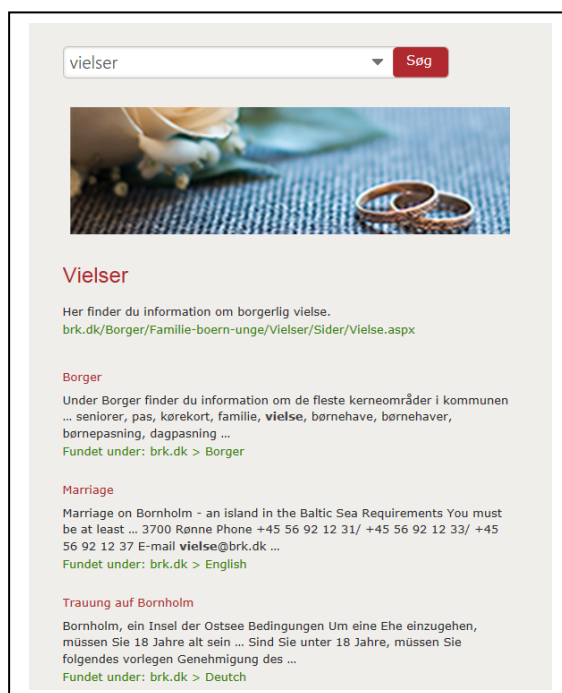 vielser
Søg
Vielser
Her finder du information om borgerlig vielse.
brk.dk/Borger/Familie-boern-unge/Vielser/Sider/Vielse.aspx
Borger
Under Borger finder du information om de fleste kerneområder i kommunen
... seniorer, pas, kørekort, familie, vielse, børnehave, børnehaver,
børnepasning, dagpasning ...
Fundet under: brk.dk > Borger
Marriage
Marriage on Bornholm - an island in the Baltic Sea Requirements You must
be at least ... 3700 Rønne Phone +45 56 92 12 31/ +45 56 92 12 33/ +45
56 92 12 37 E-mail vielse@brk.dk ...
Fundet under: brk.dk > English
Trauung auf Bornholm
Bornholm, ein Insel der Ostsee Bedingungen Um eine Ehe einzugehen,
müssen Sie 18 Jahre alt sein ... Sind Sie unter 18 Jahre, müssen Sie
folgendes vorlegen Genehmigung des ...
Fundet under: brk.dk > Deutch